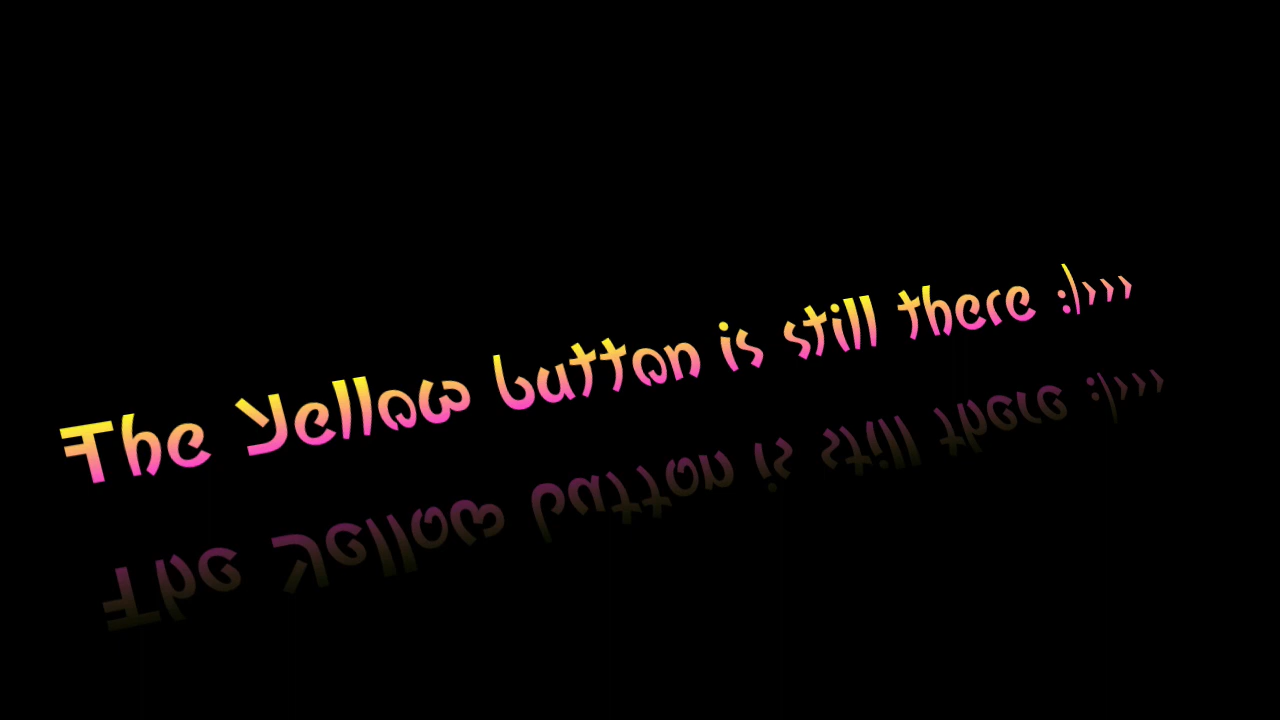 The Yellow button is still there :)›››